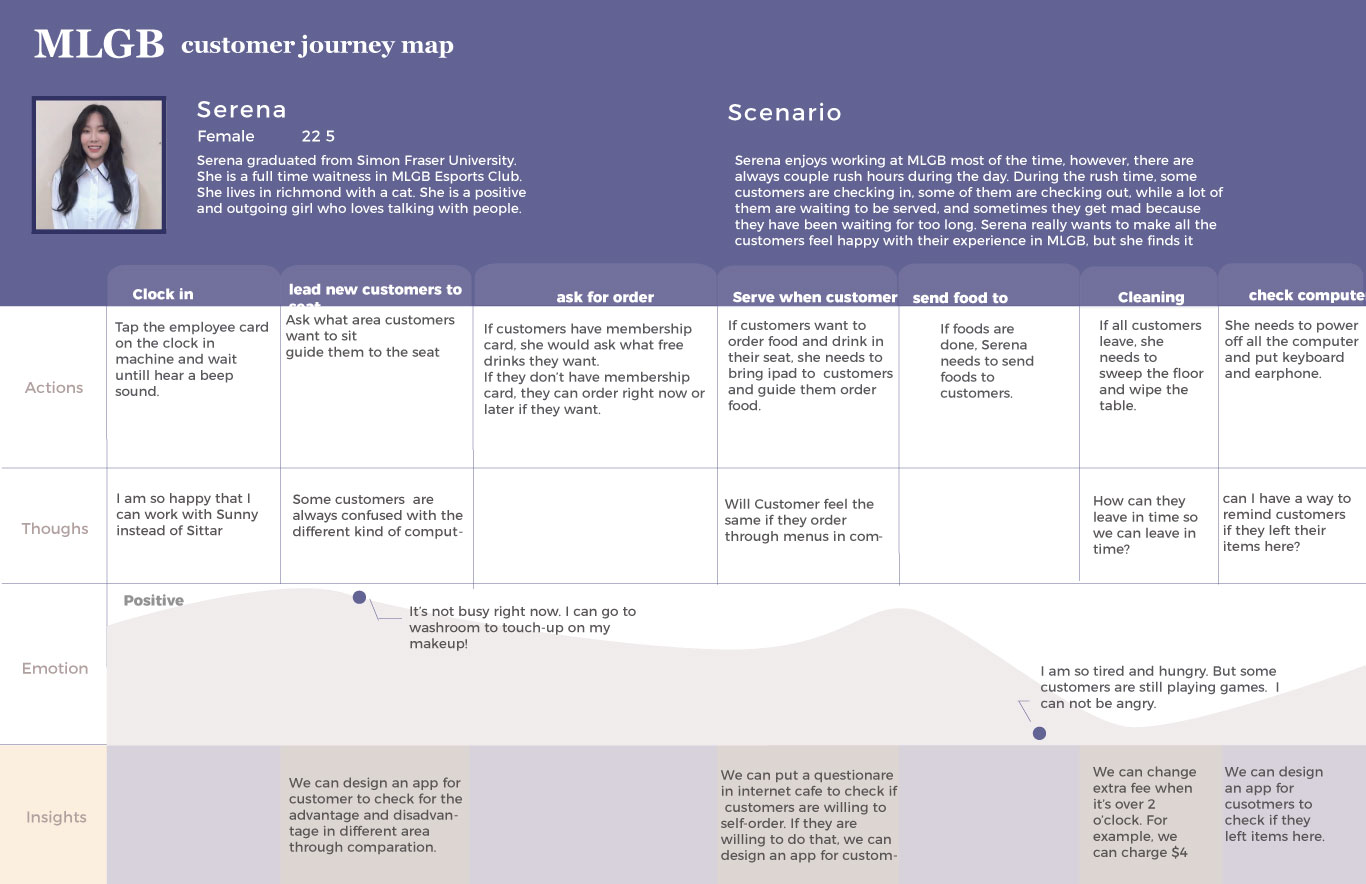 MLGB customer journey map
Serena
Female 22 5
Serena graduated from Simon Fraser University.
She is a full time waitness in MLGB Esports Club.
She lives in richmond with a cat. She is a positive
and outgoing girl who loves talking with people.
Scenario
Serena enjoys working at MLGB most of the time, however, there are
always couple rush hours during the day. During the rush time, some
customers are checking in, some of them are checking out, while a lot of
them are waiting to be served, and sometimes they get mad because
they have been waiting for too long. Serena really wants to make all the
customers feel happy with their experience in MLGB, but she finds it
Clock in
lead new customers to
seat
ask for order
Serve when customer
send food to
Cleaning
check compute
Actions
Tap the employee card
on the clock in
machine and wait
untill hear a beep
sound.
Ask what area customers
want to sit
guide them to the seat
If customers have membership
card, she would ask what free
drinks they want.
If they don't have membership
card, they can order right now or
later if they want.
If customers want to
order food and drink in
their seat, she needs to
bring ipad to customers
and guide them order
food.
If foods are
done, Serena
needs to send
foods to
customers.
If all customers
leave, she
needs to
sweep the floor
and wipe the
table.
She needs to power
off all the computer
and put keyboard
and earphone.
Thoughs
I am so happy that I
can work with Sunny
instead of Sittar
Some customers are
always confused with the
different kind of comput-
Will Customer feel the
same if they order
through menus in com-
How can they
leave in time so
we can leave in
time?
can I have a way to
remind customers
if they left their
items here?
Emotion
Positive
It's not busy right now. I can go to
washroom to touch-up on my
makeup!
I am so tired and hungry. But some
customers are still playing games. I
can not be angry.
Insights
We can design an app for
customer to check for the
advantage and disadvan-
tage in different area
through comparation.
We can put a questionare
in internet cafe to check if
customers are willing to
self-order. If they are
willing to do that, we can
design an app for custom-
We can change
extra fee when
it's over 2
o'clock. For
example, we
can charge $4
We can design
an app for
cusotmers to
check if they
left items here.